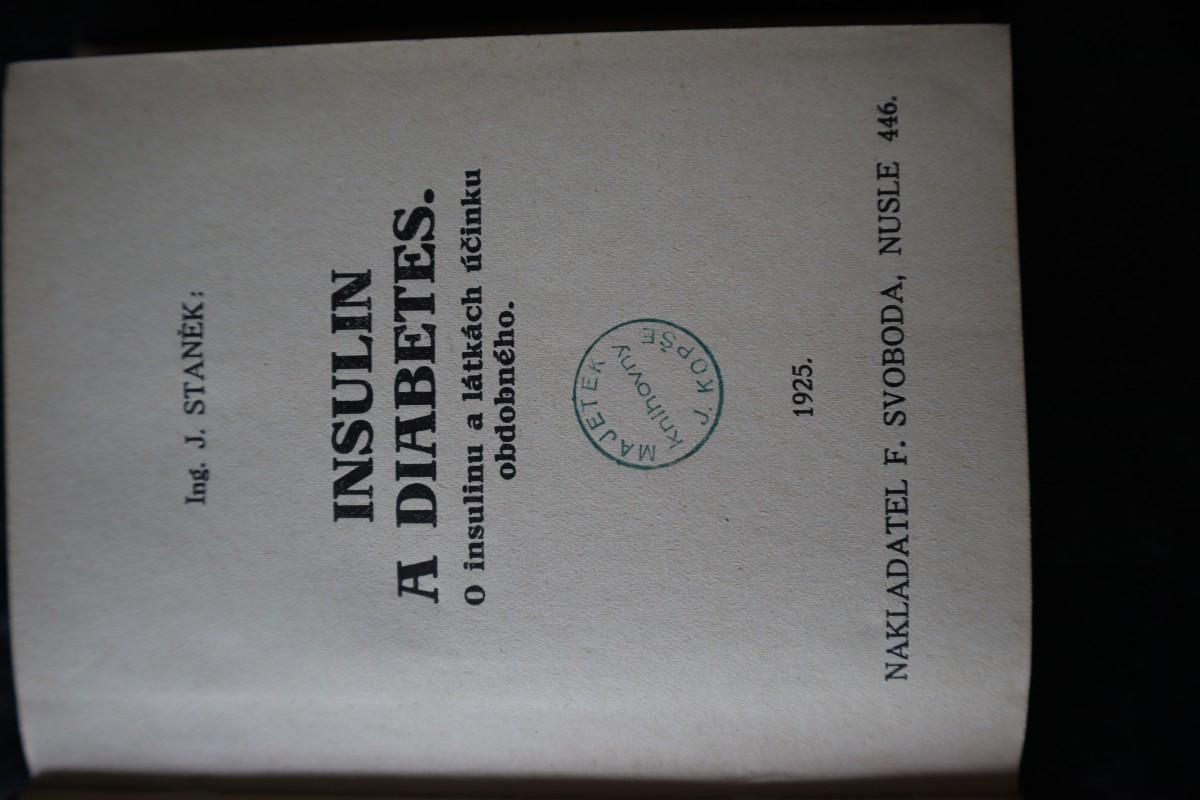 Ing. J. STANĚK:
INSULIN
A DIABETES.
O insulinu a látkách účinku
obdobného.
MAJETEK
Knihovny
J. KOPŠE
1925.
NAKLADATEL F. SVOBODA, NUSLE 446.